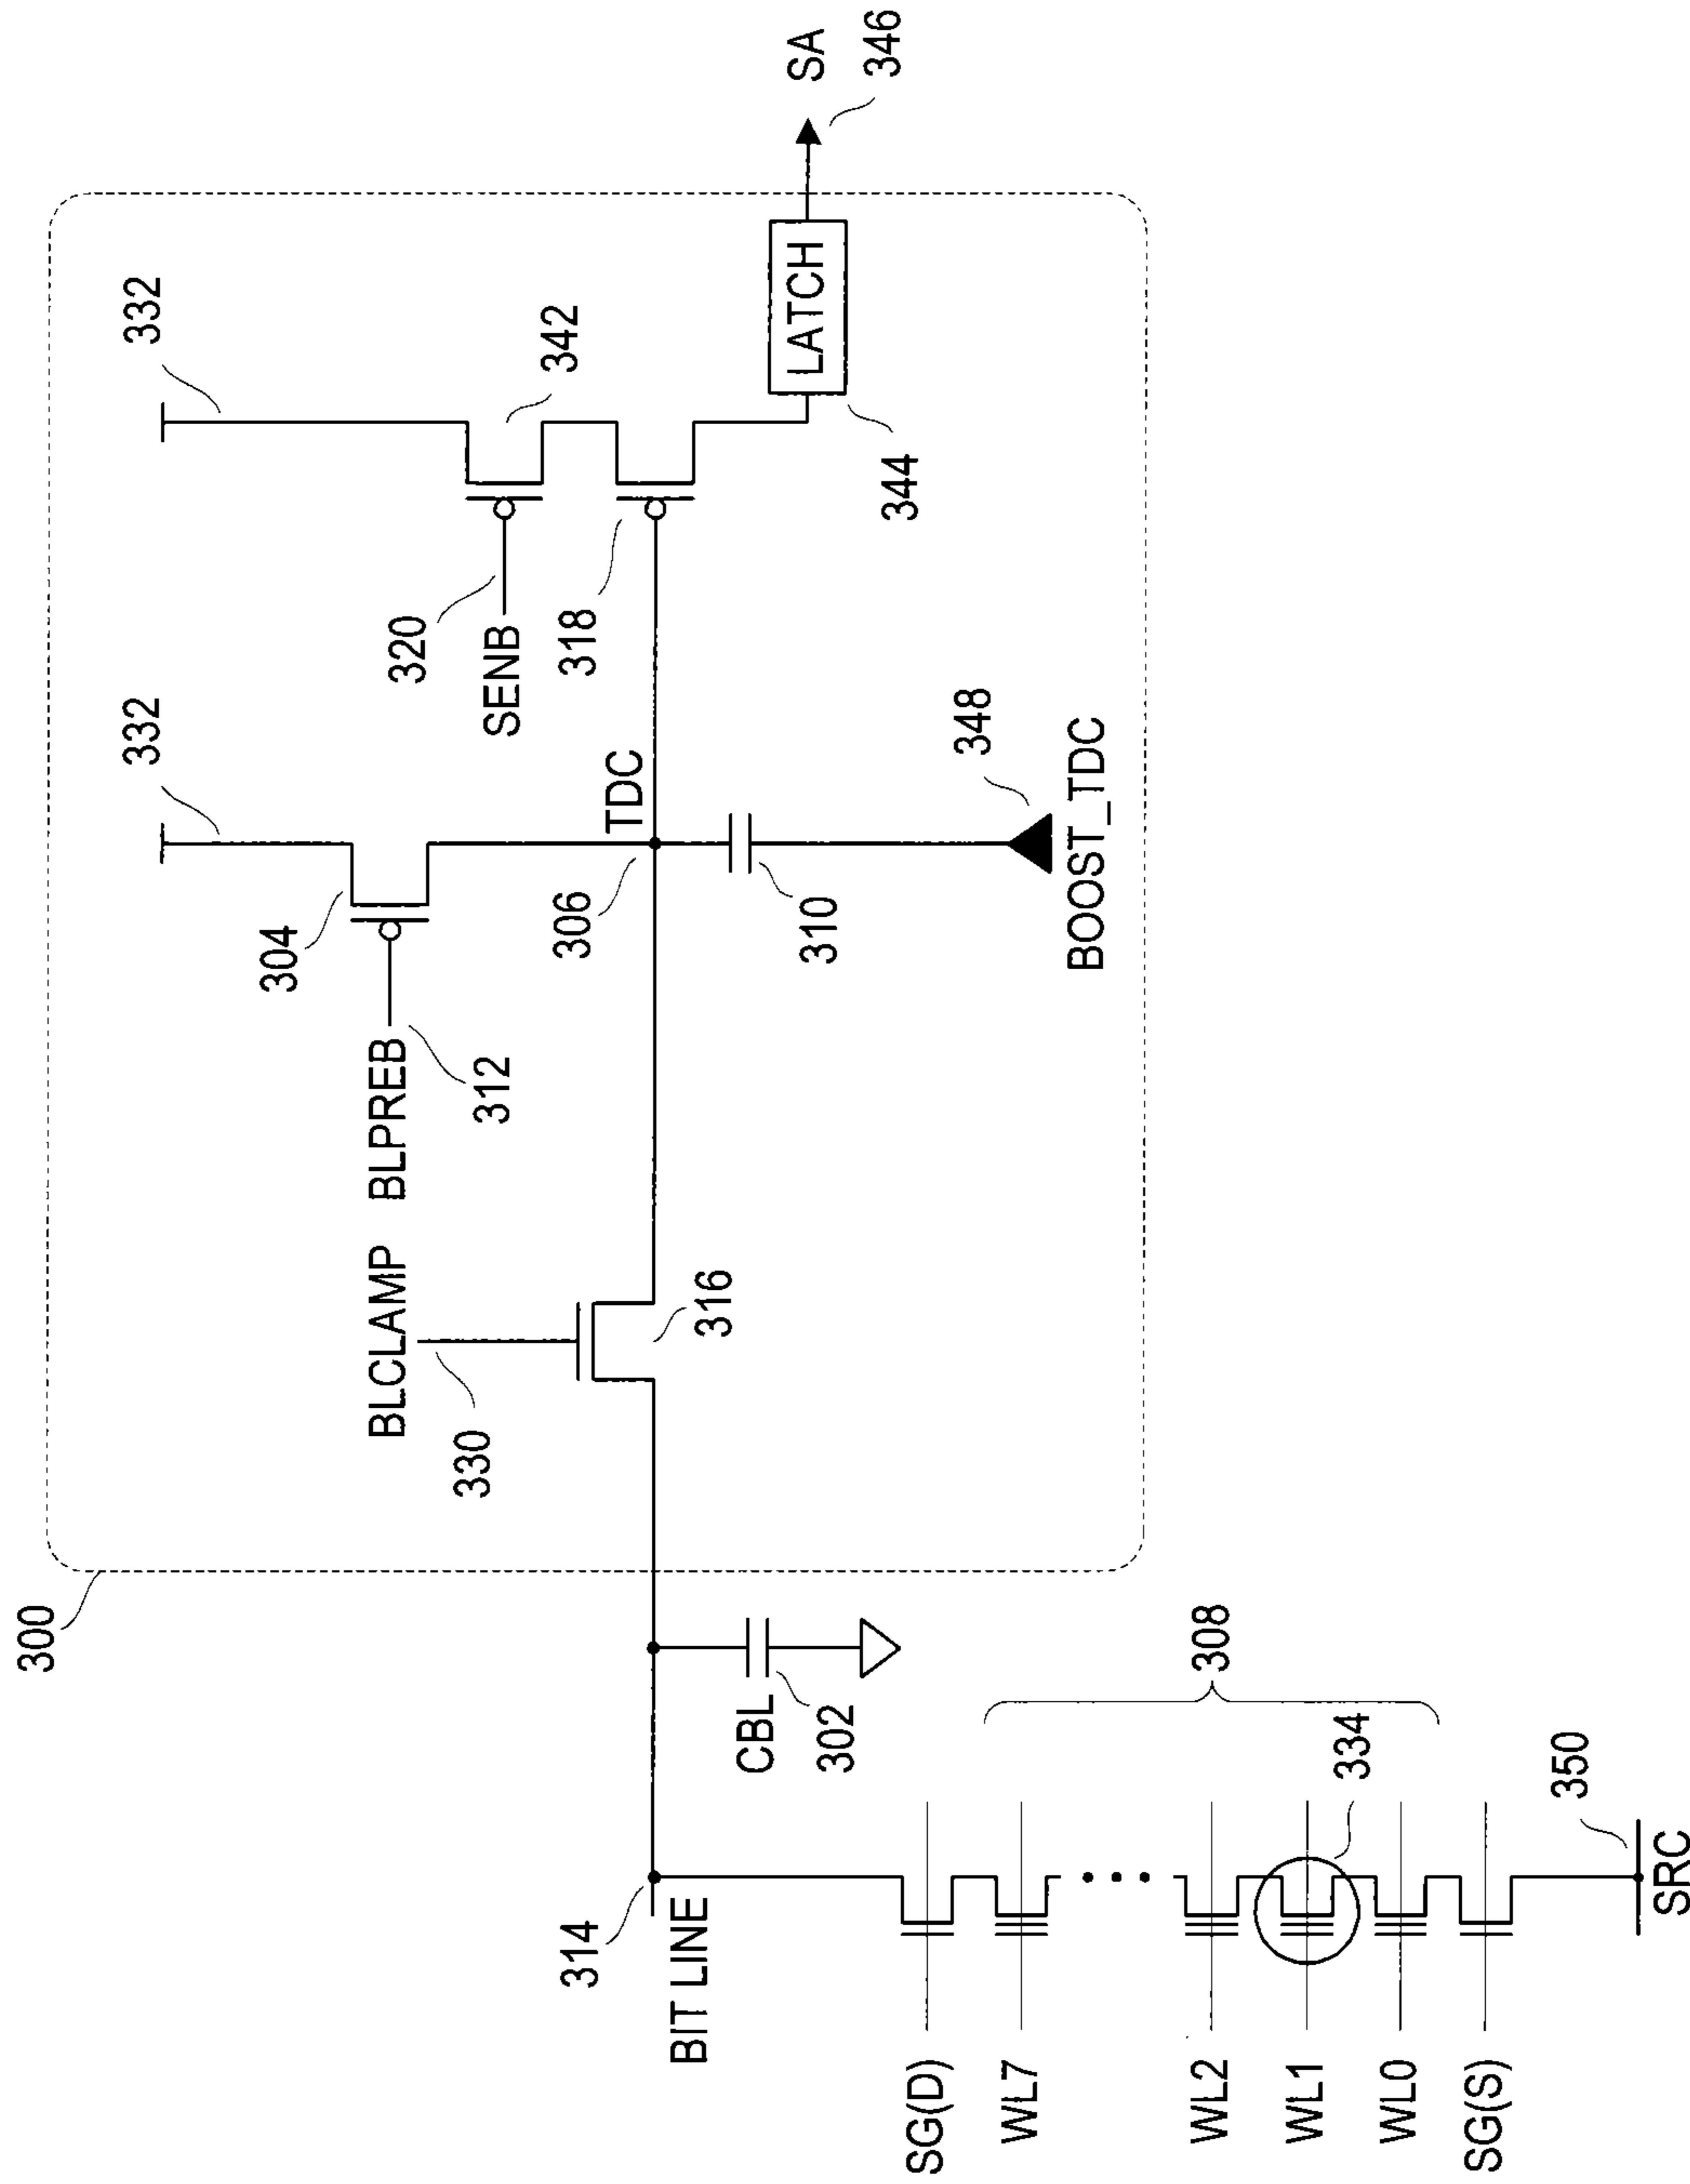 300
332
332
304
342
BLCLAMP
BLPREB
312
320
SENB
318
330
316
306
TDC
310
344
LATCH
SA
346
348
BOOST_TDC
314
BIT LINE
CBL
302
308
SG(D)
WL7
WL2
WL1
334
WL0
SG(S)
350
SRC